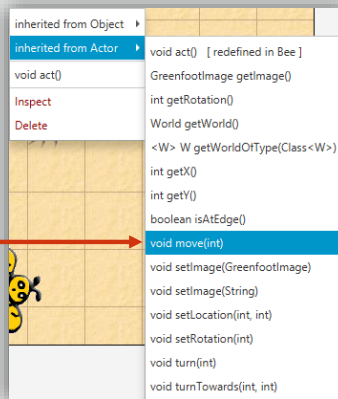 inherited from Object
inherited from Actor
void act()
Inspect
Delete
void act()   [ redefined in Bee ]
GreenfootImage getImage()
int getRotation()
World getWorld()
<W> W getWorldOfType(Class<W>)
int getX()
int getY()
boolean isAtEdge()
void move(int)
void setImage(GreenfootImage)
void setImage(String)
void setLocation(int, int)
void setRotation(int)
void turn(int)
void turnTowards(int, int)